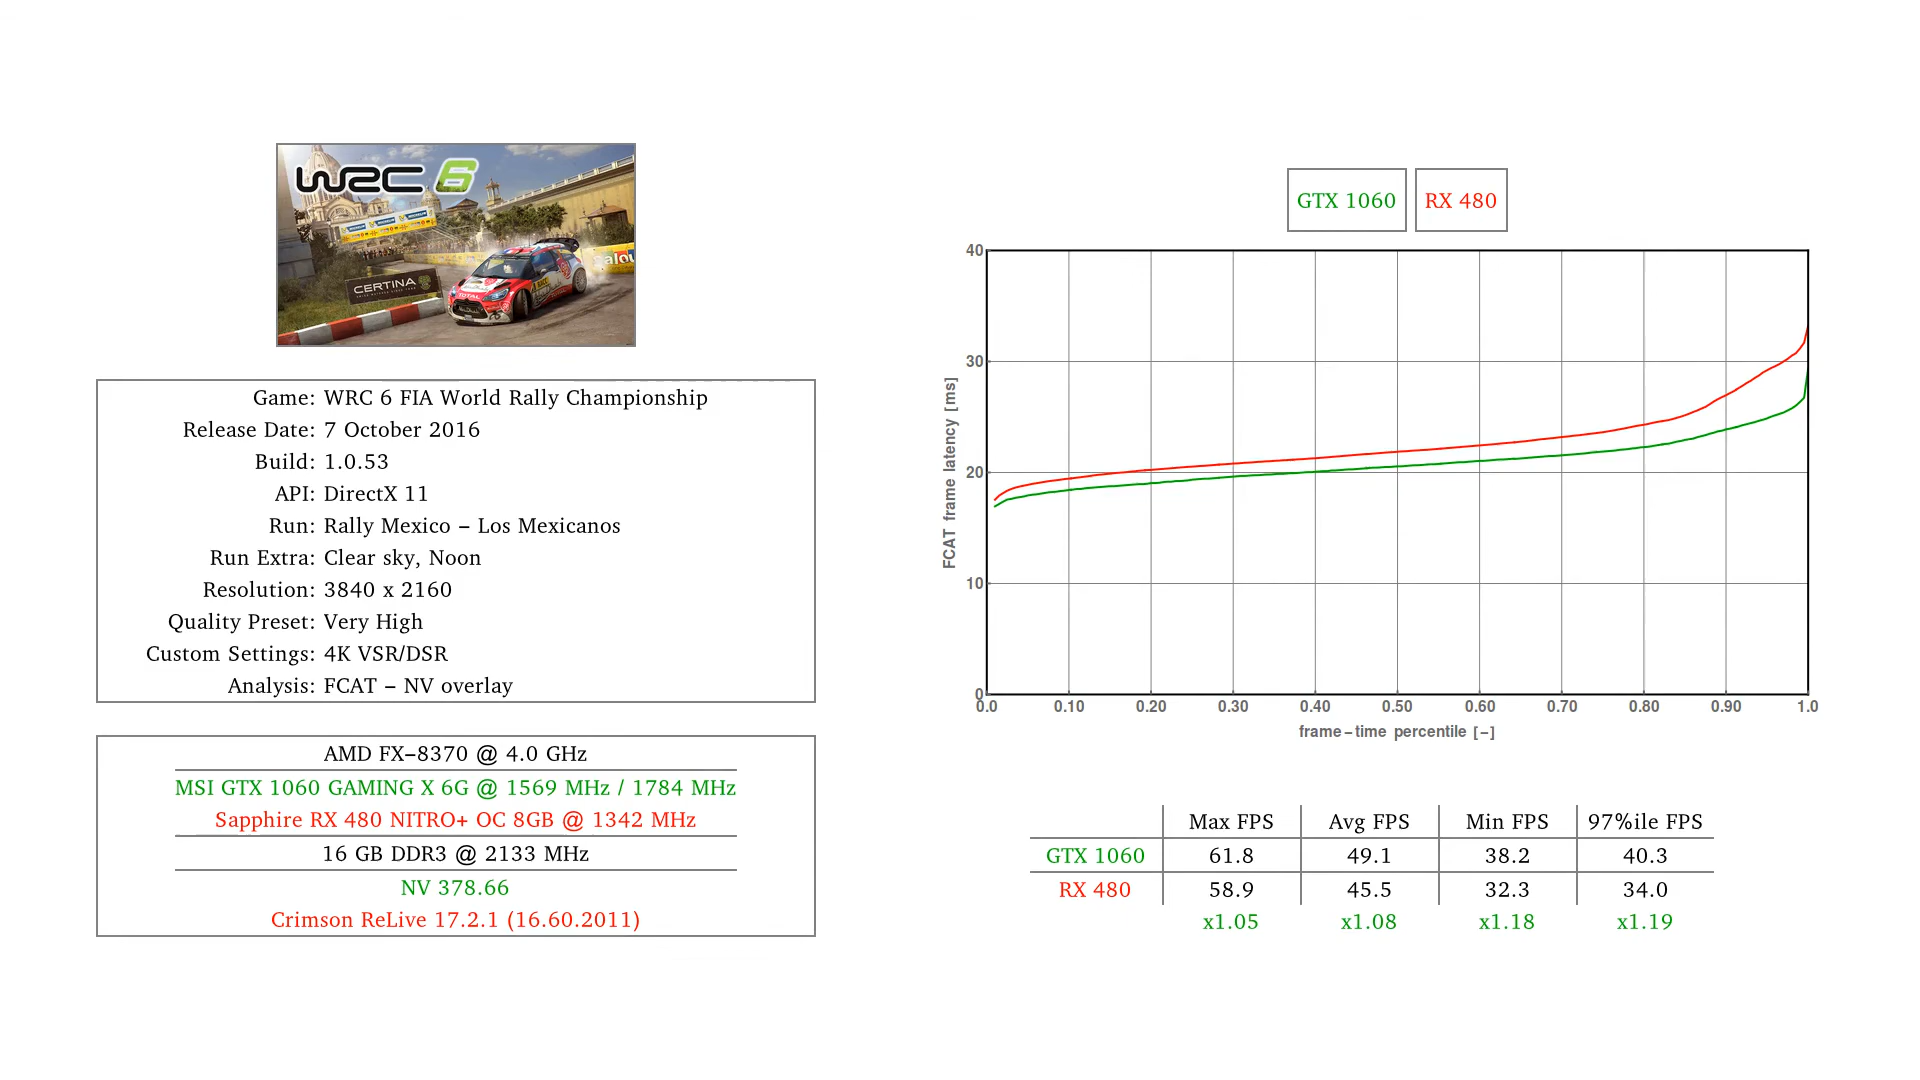 WRC 6
CERTINA
TOTAL
Game: WRC 6 FIA World Rally Championship
Release Date: 7 October 2016
Build: 1.0.53
API: DirectX 11
Run: Rally Mexico – Los Mexicanos
Run Extra: Clear sky, Noon
Resolution: 3840 x 2160
Quality Preset: Very High
Custom Settings: 4K VSR/DSR
Analysis: FCAT – NV overlay
AMD FX–8370 @ 4.0 GHz
MSI GTX 1060 GAMING X 6G @ 1569 MHz / 1784 MHz
Sapphire RX 480 NITRO+ OC 8GB @ 1342 MHz
16 GB DDR3 @ 2133 MHz
NV 378.66
Crimson ReLive 17.2.1 (16.60.2011)
GTX 1060 RX 480
40
30
20
10
0
FCAT frame latency [ms]
0.0 0.10 0.20 0.30 0.40 0.50 0.60 0.70 0.80 0.90 1.0
frame–time percentile [–]
Max FPS Avg FPS Min FPS 97%ile FPS
GTX 1060 61.8 49.1 38.2 40.3
RX 480 58.9 45.5 32.3 34.0
x1.05 x1.08 x1.18 x1.19